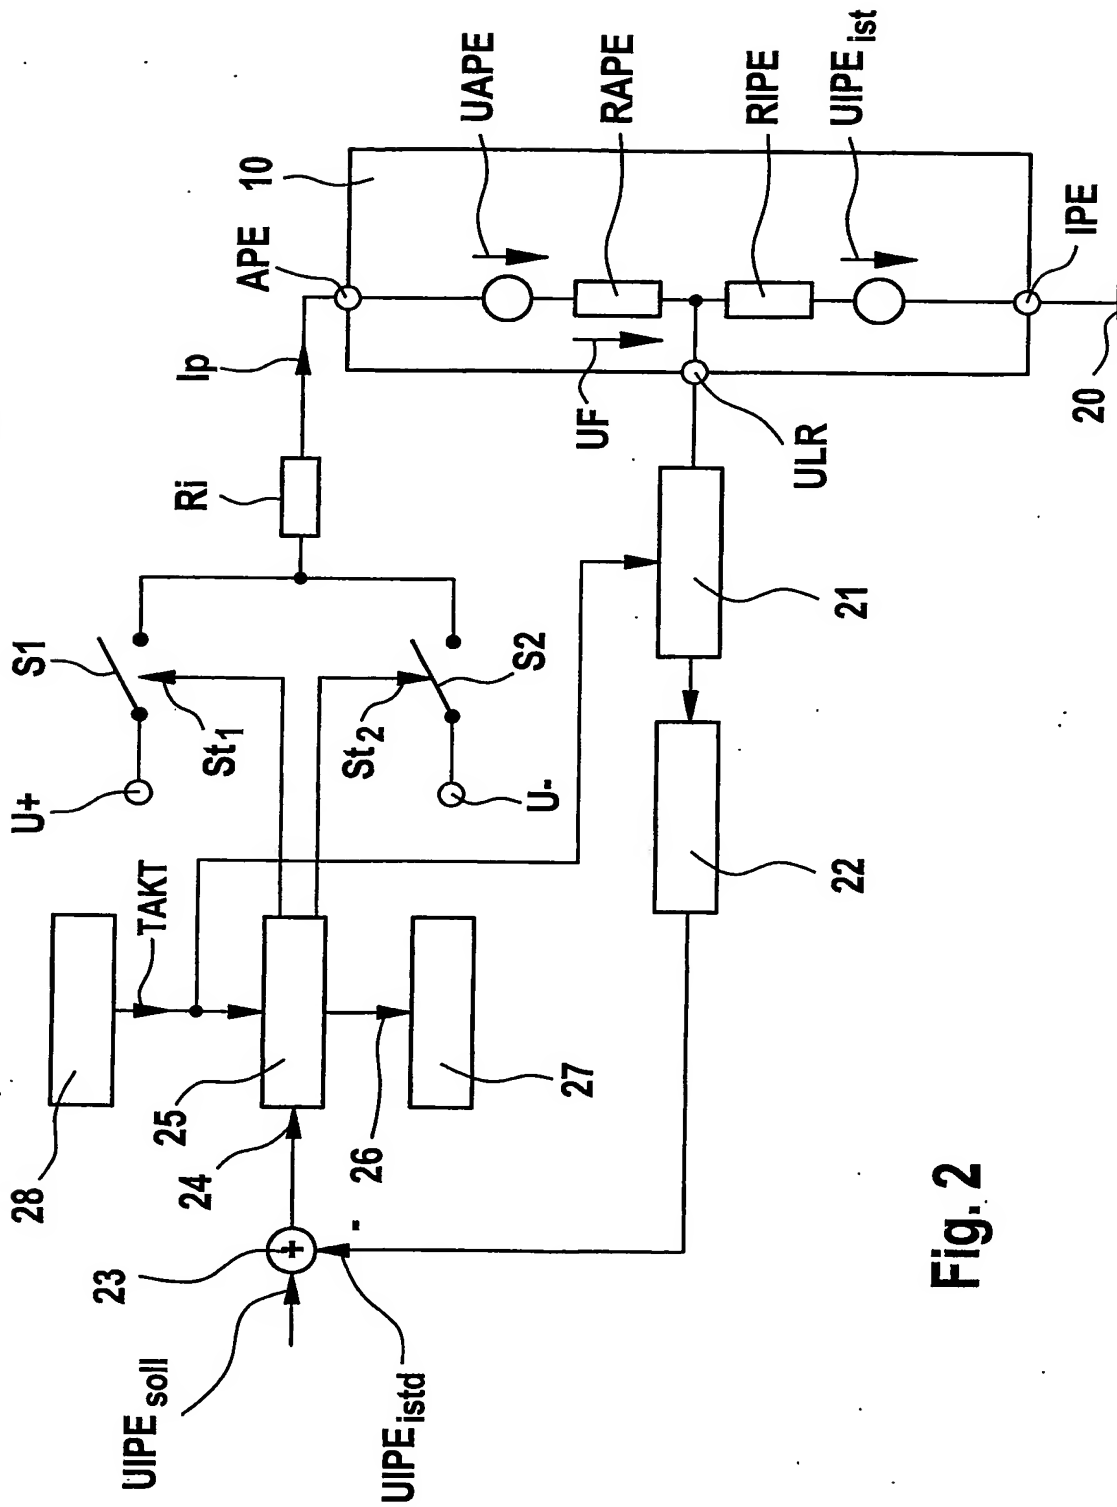 28
TAKT
U+
S1
St1
Ri
Ip
APE
10
UAPE
RAPE
RIPE
UIPEist
IPE
20
UF
ULR
21
22
S2
St2
U-
25
24
26
27
23
+
-
UIPEsoll
UIPEistd
Fig. 2